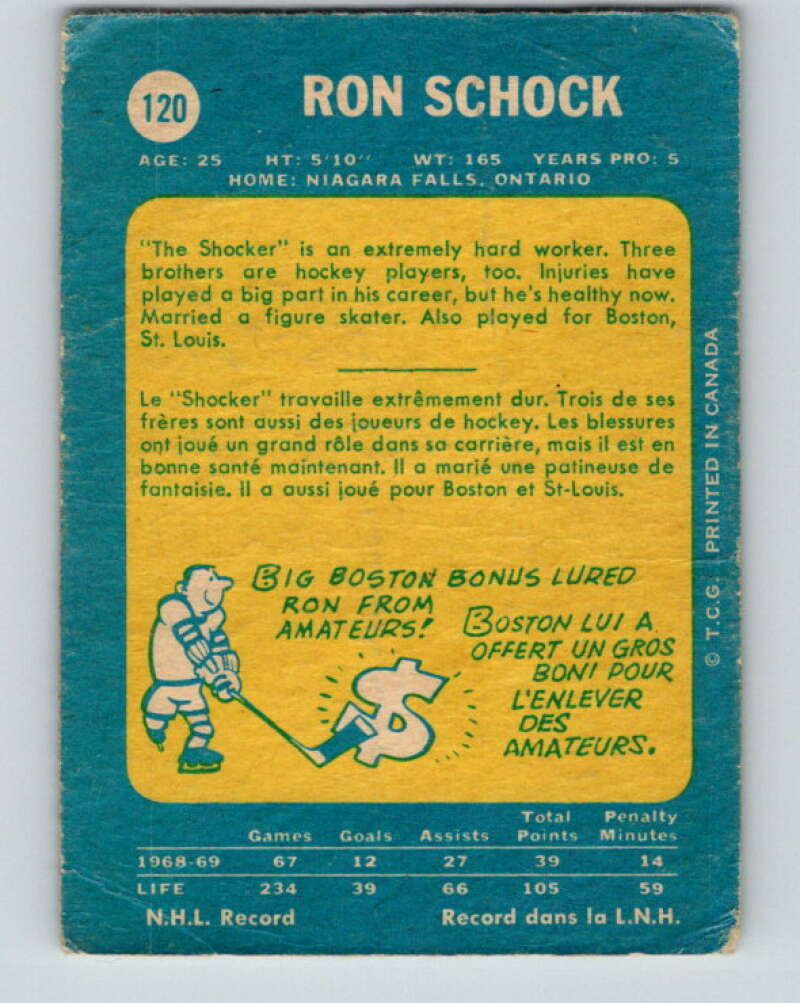 120
RON SCHOCK
AGE: 25 HT: 5'10" WT: 165 YEARS PRO: 5
HOME: NIAGARA FALLS, ONTARIO
"The Shocker" is an extremely hard worker. Three
brothers are hockey players, too. Injuries have
played a big part in his career, but he's healthy now.
Married a figure skater. Also played for Boston,
St. Louis.
Le "Shocker" travaille extrêmement dur. Trois de ses
frères sont aussi des joueurs de hockey. Les blessures
ont joué un grand rôle dans sa carrière, mais il est en
bonne santé maintenant. Il a marié une patineuse de
fantaisie. Il a aussi joué pour Boston et St-Louis.
BIG BOSTON BONUS LURED
RON FROM
AMATEURS!
BOSTON LUI A
OFFERT UN GROS
BONI POUR
L'ENLEVER
DES
AMATEURS.
$
© T.C.G. PRINTED IN CANADA
Total Penalty
Games Goals Assists Points Minutes
1968-69 67 12 27 39 14
LIFE 234 39 66 105 59
N.H.L. Record Record dans la L.N.H.